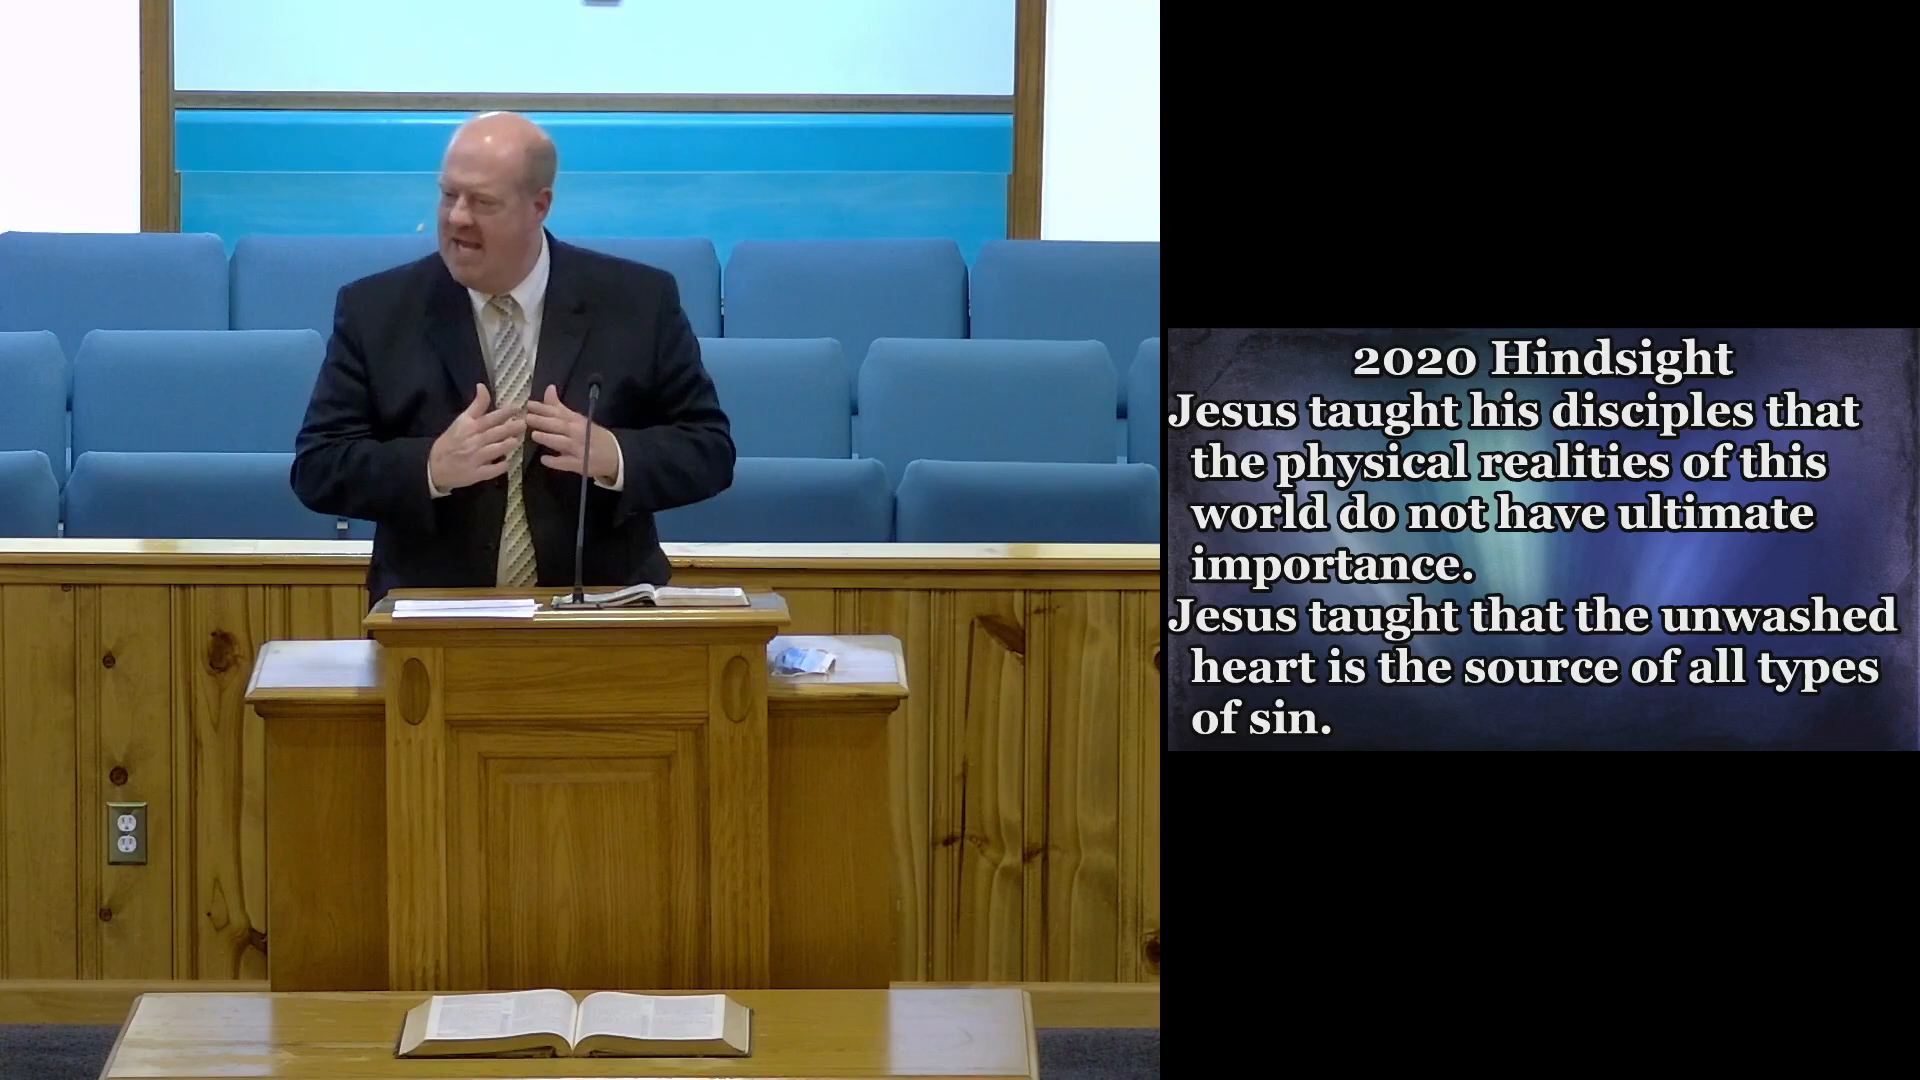 2020 Hindsight
Jesus taught his disciples that
the physical realities of this
world do not have ultimate
importance.
Jesus taught that the unwashed
heart is the source of all types
of sin.